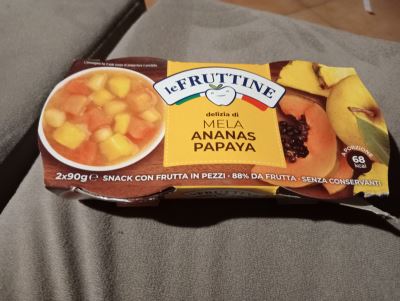 le FRUTTINE
delizia di
MELA
ANANAS
PAPAYA
A PORZIONE
68
kcal
2x90g e SNACK CON FRUTTA IN PEZZI · 88% DA FRUTTA · SENZA CONSERVANTI